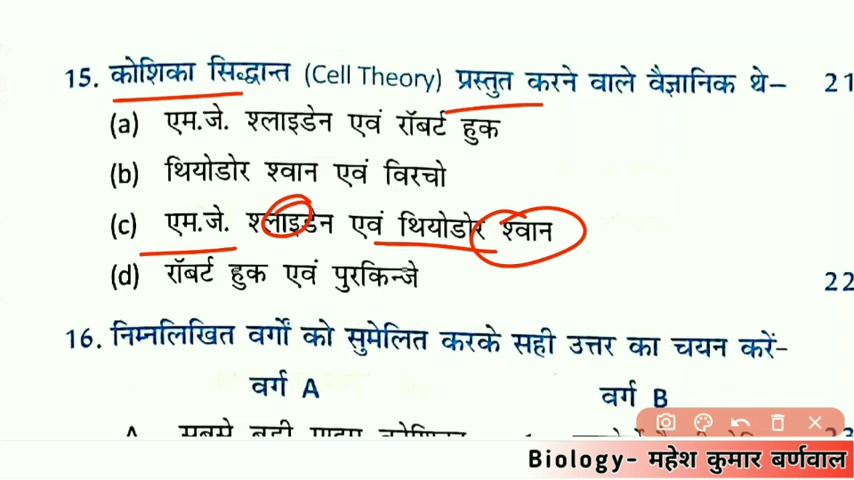 15. कोशिका सिद्धान्त (Cell Theory) प्रस्तुत करने वाले वैज्ञानिक थे– 21
(a) एम.जे. श्लाइडेन एवं रॉबर्ट हुक
(b) थियोडोर श्वान एवं विरचो
(c) एम.जे. श्लाइडेन एवं थियोडोर श्वान
(d) रॉबर्ट हुक एवं पुरकिन्जे
22
16. निम्नलिखित वर्गों को सुमेलित करके सही उत्तर का चयन करें–
वर्ग A वर्ग B
Biology- महेश कुमार बर्णवाल